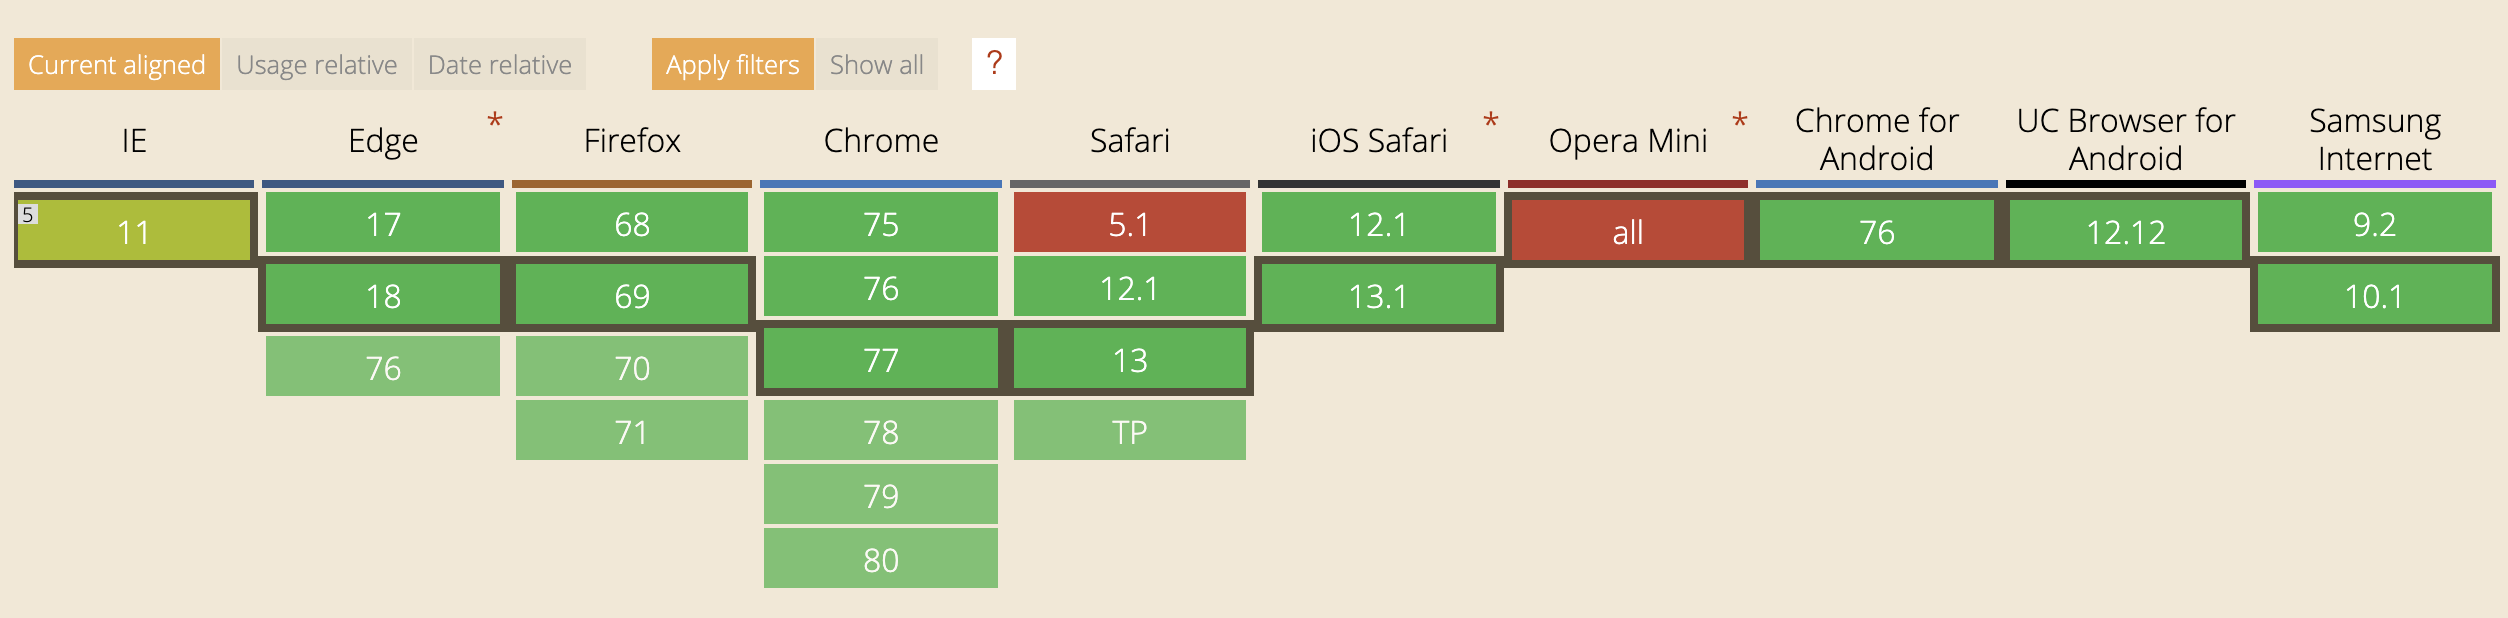 Current aligned Usage relative Date relative Apply filters Show all ?
IE Edge * Firefox Chrome Safari iOS Safari * Opera Mini * Chrome for Android UC Browser for Android Samsung Internet
5 11 17 68 75 5.1 12.1 all 76 12.12 9.2
18 69 76 12.1 13.1 10.1
76 70 77 13
71 78 TP
79
80